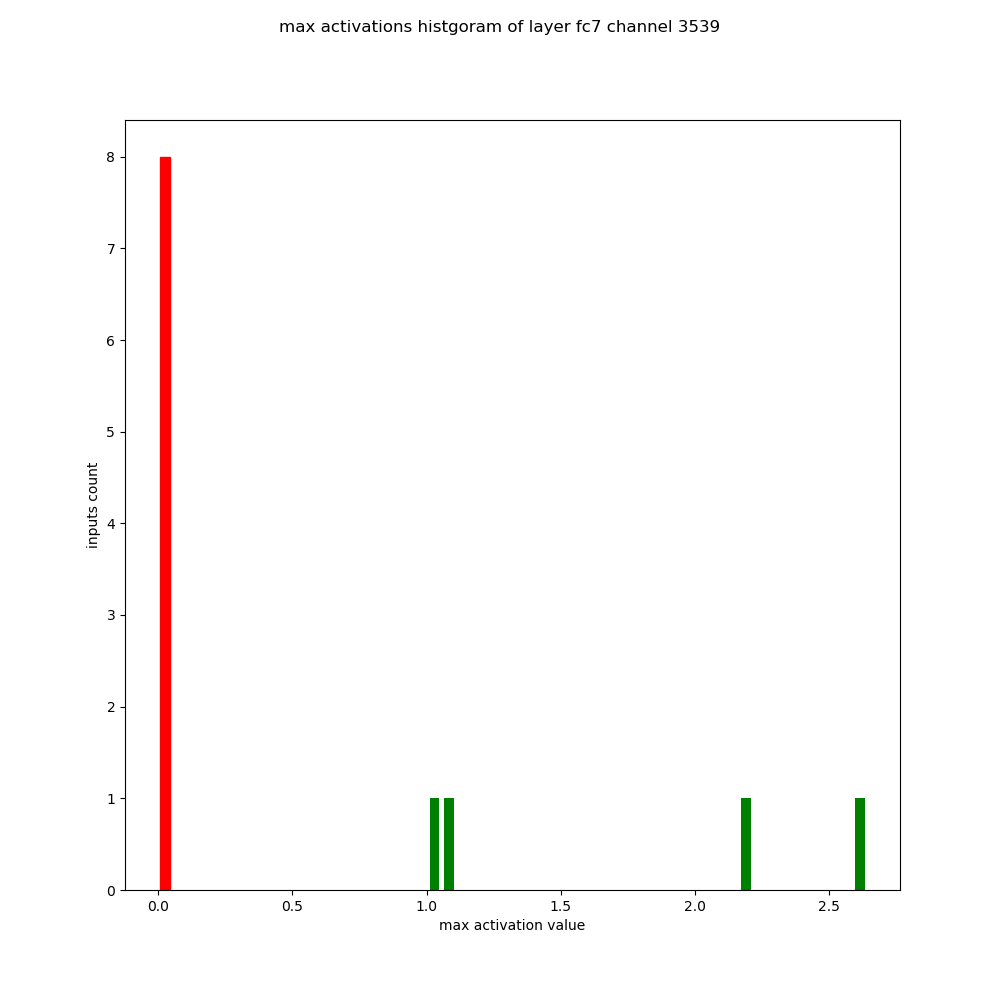 max activations histgoram of layer fc7 channel 3539
8
7
6
5
4
3
2
1
0
inputs count
0.0 0.5 1.0 1.5 2.0 2.5
max activation value